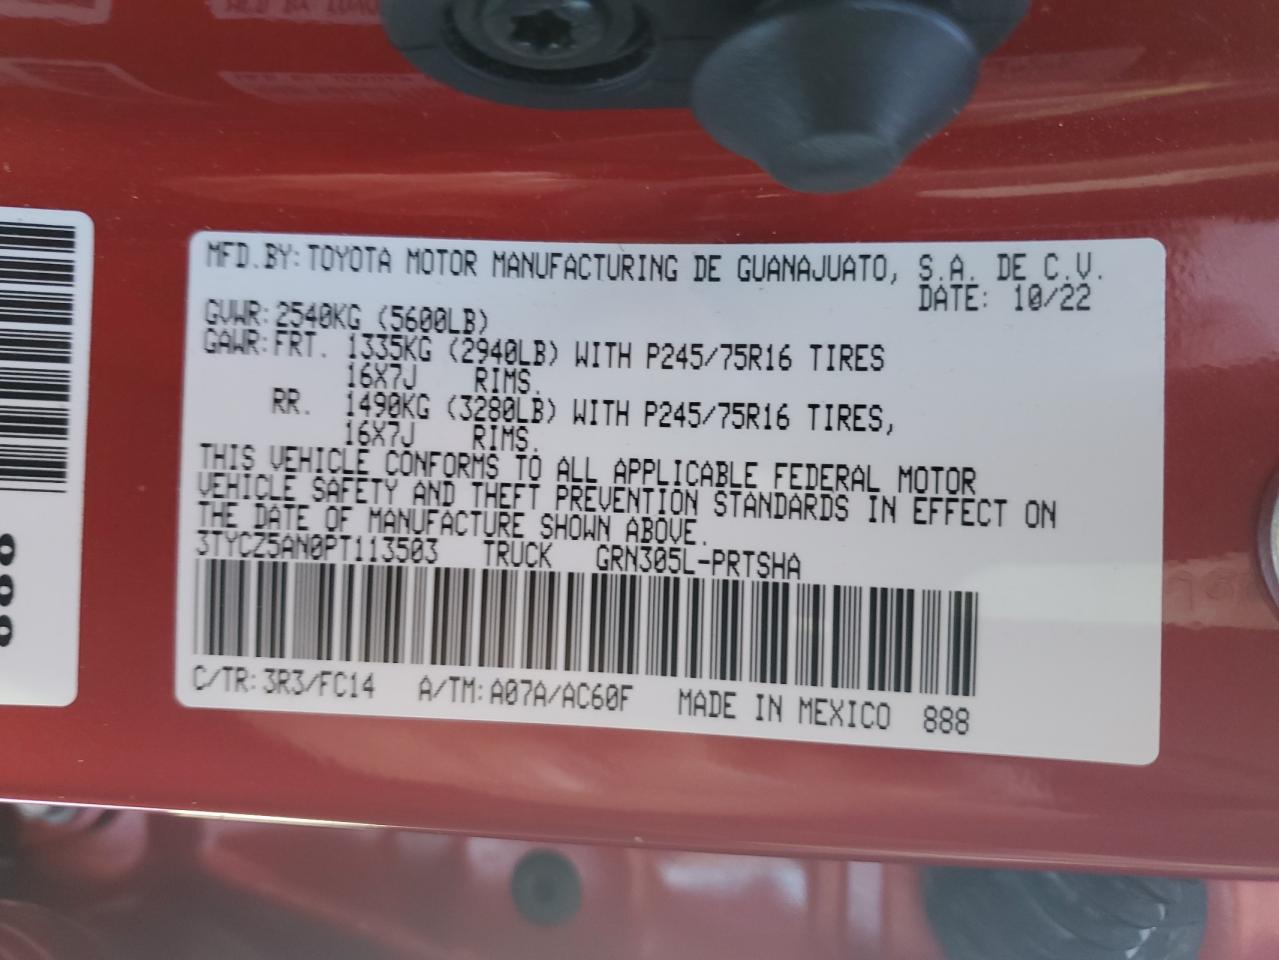 MFD.BY:TOYOTA MOTOR MANUFACTURING DE GUANAJUATO, S.A. DE C.V.
DATE: 10/22
GVWR:2540KG (5600LB)
GAWR:FRT. 1335KG (2940LB) WITH P245/75R16 TIRES
16X7J RIMS.
RR. 1490KG (3280LB) WITH P245/75R16 TIRES,
16X7J RIMS.
THIS VEHICLE CONFORMS TO ALL APPLICABLE FEDERAL MOTOR
VEHICLE SAFETY AND THEFT PREVENTION STANDARDS IN EFFECT ON
THE DATE OF MANUFACTURE SHOWN ABOVE.
3TYCZ5AN0PT113503 TRUCK GRN305L-PRTSHA
C/TR:3R3/FC14 A/TM:A07A/AC60F MADE IN MEXICO 888